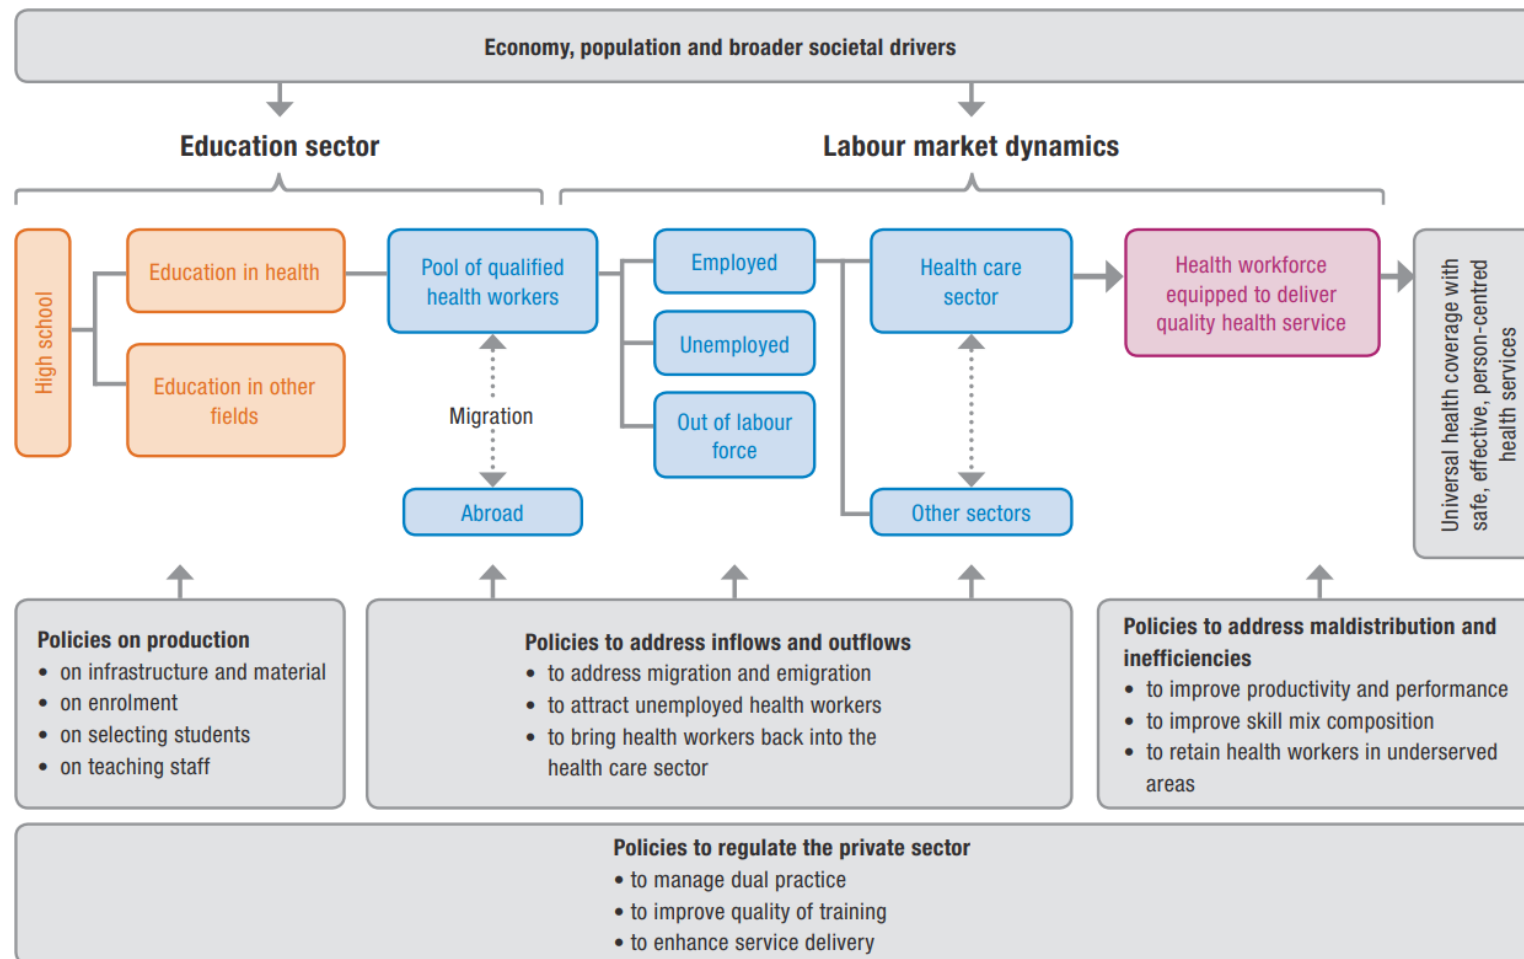 Economy, population and broader societal drivers
Education sector
Labour market dynamics
High school
Education in health
Education in other
fields
Pool of qualified
health workers
Migration
Abroad
Employed
Unemployed
Out of labour
force
Health care
sector
Other sectors
Health workforce
equipped to deliver
quality health service
Universal health coverage with
safe, effective, person-centred
health services
Policies on production
• on infrastructure and material
• on enrolment
• on selecting students
• on teaching staff
Policies to address inflows and outflows
• to address migration and emigration
• to attract unemployed health workers
• to bring health workers back into the
health care sector
Policies to address maldistribution and
inefficiencies
• to improve productivity and performance
• to improve skill mix composition
• to retain health workers in underserved
areas
Policies to regulate the private sector
• to manage dual practice
• to improve quality of training
• to enhance service delivery